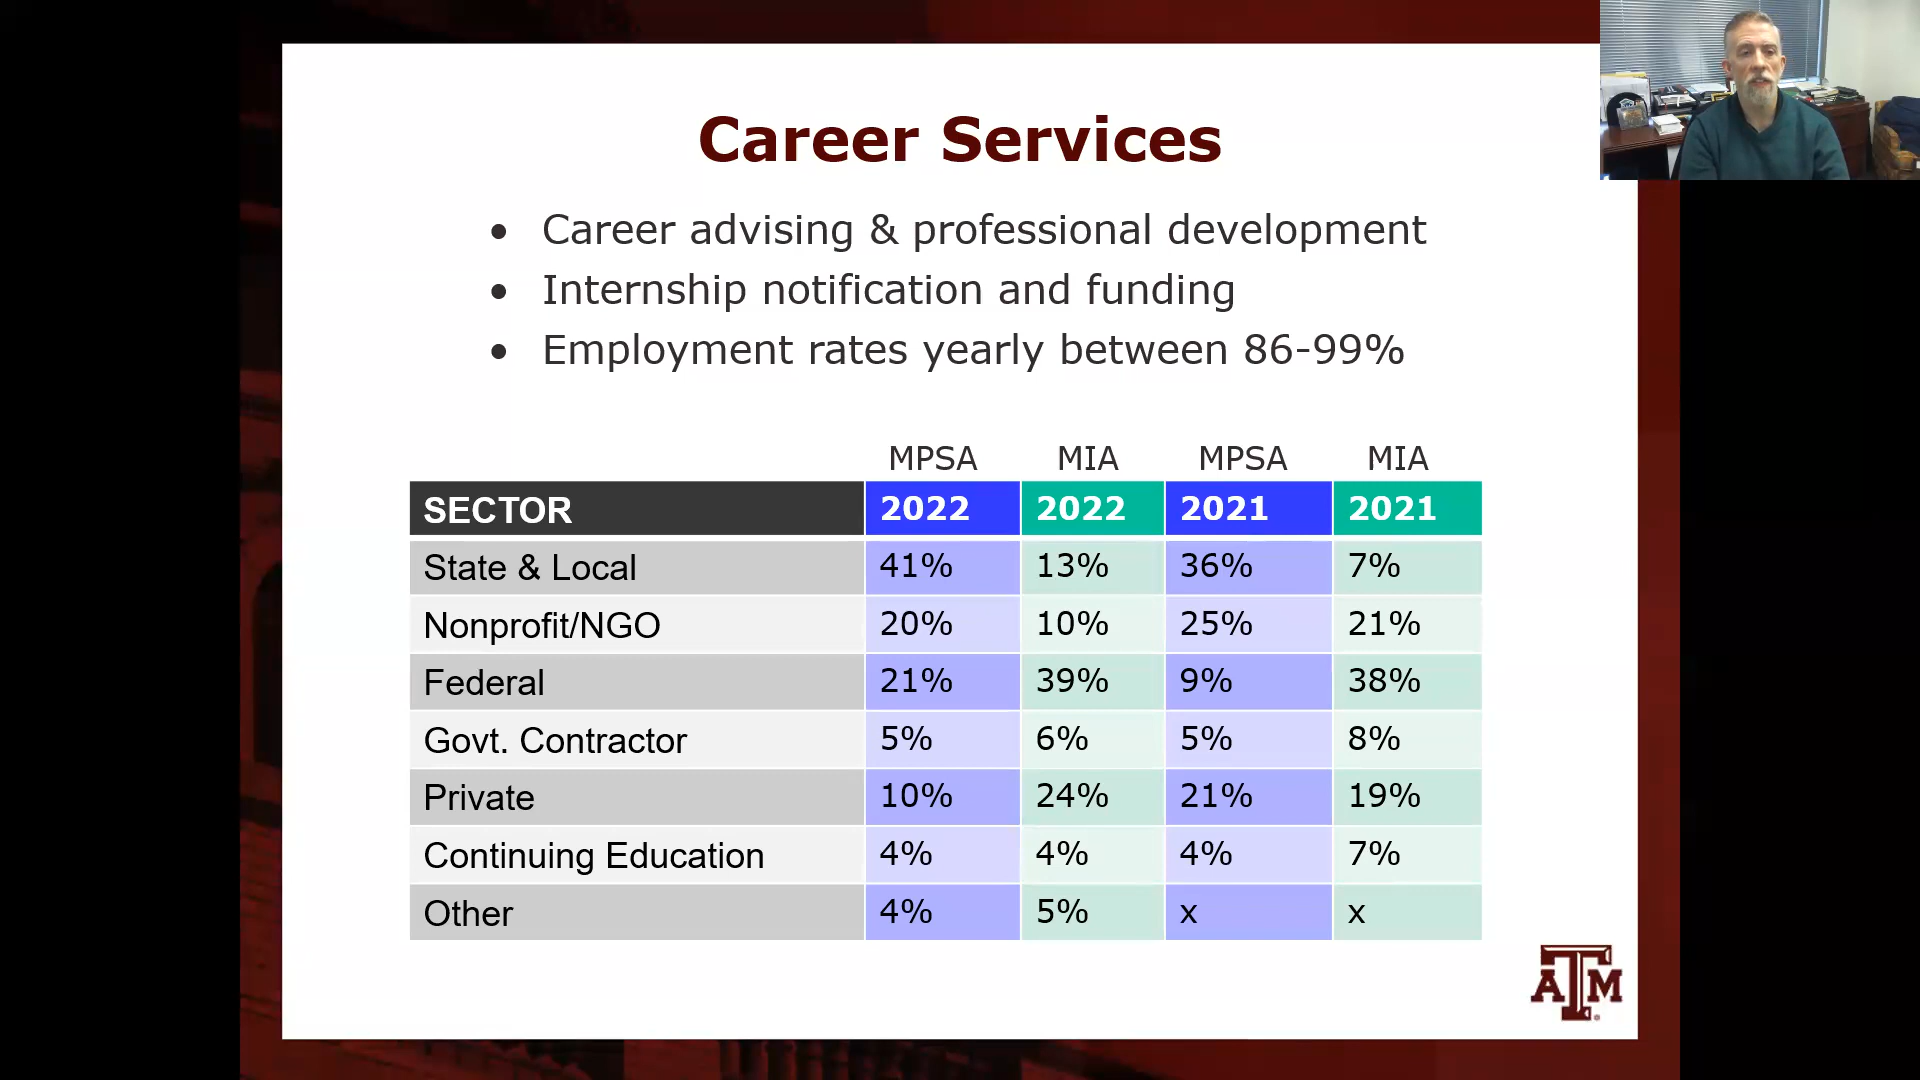 Career Services
• Career advising & professional development
• Internship notification and funding
• Employment rates yearly between 86-99%
MPSA MIA MPSA MIA
SECTOR 2022 2022 2021 2021
State & Local 41% 13% 36% 7%
Nonprofit/NGO 20% 10% 25% 21%
Federal 21% 39% 9% 38%
Govt. Contractor 5% 6% 5% 8%
Private 10% 24% 21% 19%
Continuing Education 4% 4% 4% 7%
Other 4% 5% x x
ATM®